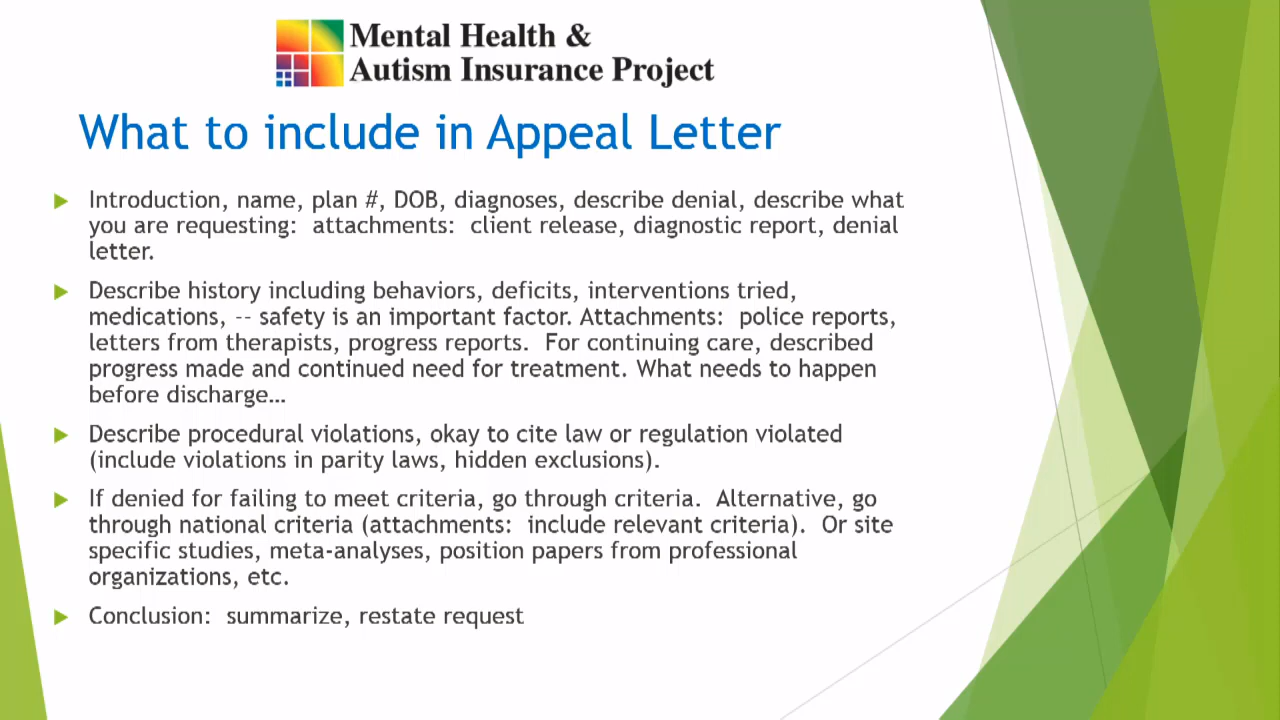 Mental Health &
Autism Insurance Project
What to include in Appeal Letter
Introduction, name, plan #, DOB, diagnoses, describe denial, describe what
you are requesting:  attachments:  client release, diagnostic report, denial
letter.
Describe history including behaviors, deficits, interventions tried,
medications, -- safety is an important factor. Attachments:  police reports,
letters from therapists, progress reports.  For continuing care, described
progress made and continued need for treatment. What needs to happen
before discharge…
Describe procedural violations, okay to cite law or regulation violated
(include violations in parity laws, hidden exclusions).
If denied for failing to meet criteria, go through criteria.  Alternative, go
through national criteria (attachments:  include relevant criteria).  Or site
specific studies, meta-analyses, position papers from professional
organizations, etc.
Conclusion:  summarize, restate request